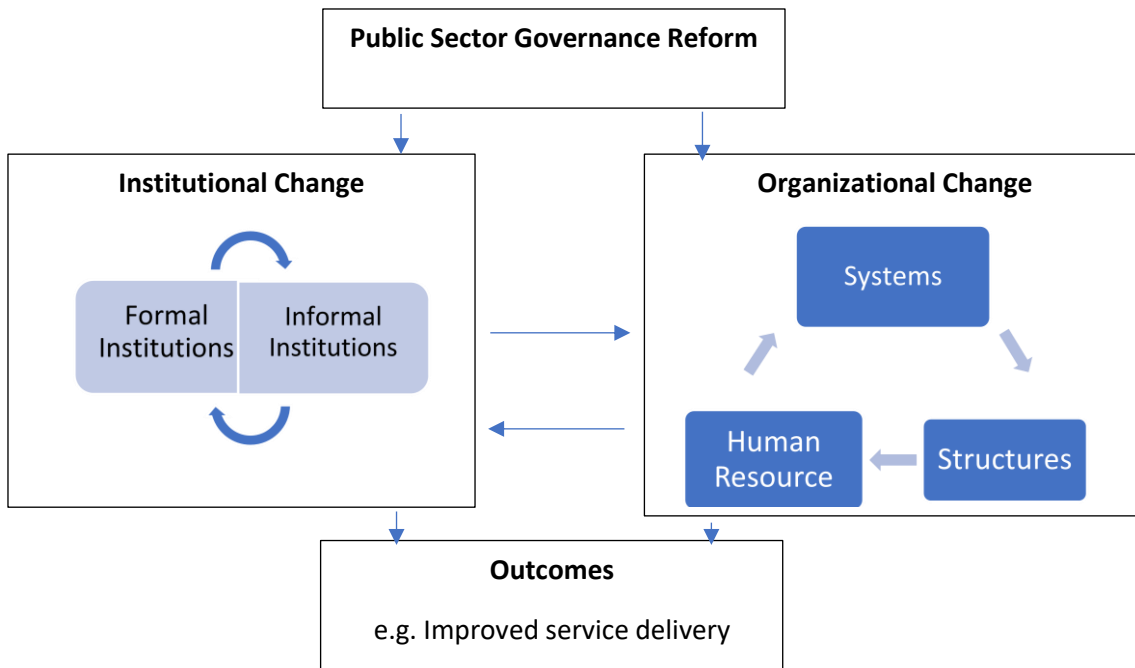 Public Sector Governance Reform
Institutional Change
Formal
Institutions
Informal
Institutions
Organizational Change
Systems
Human
Resource
Structures
Outcomes
e.g. Improved service delivery